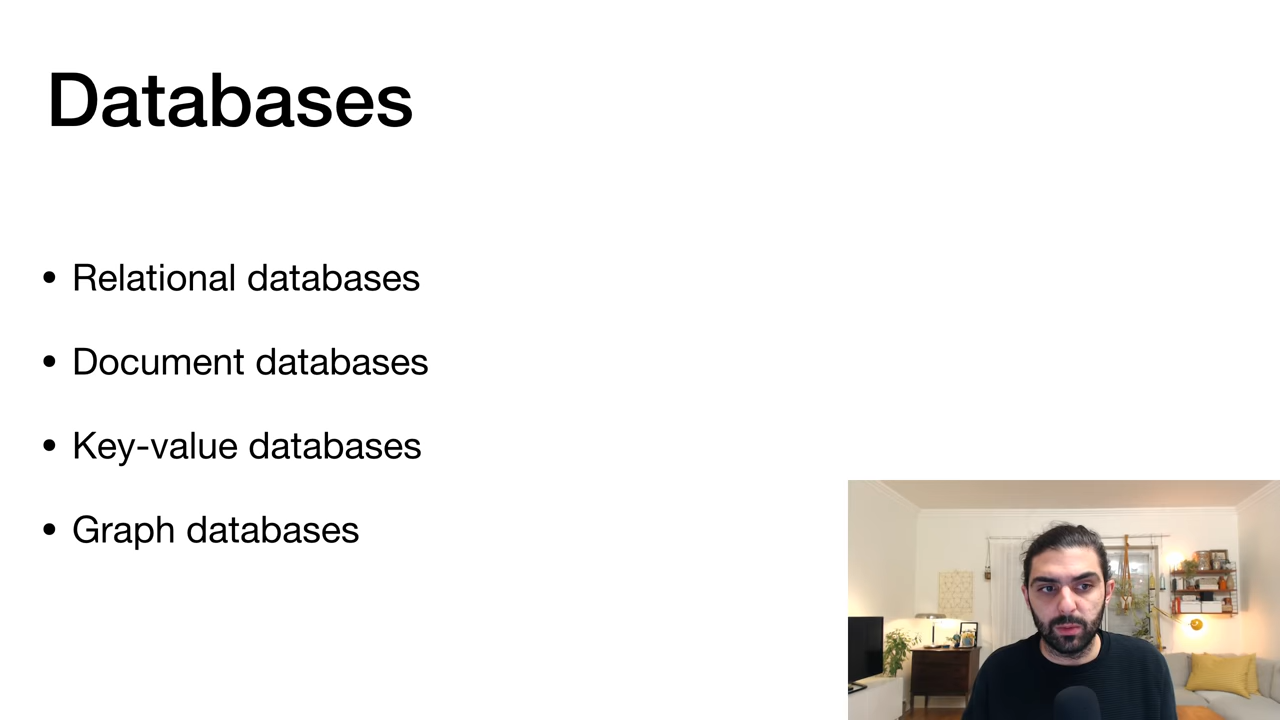 Databases
• Relational databases
• Document databases
• Key-value databases
• Graph databases